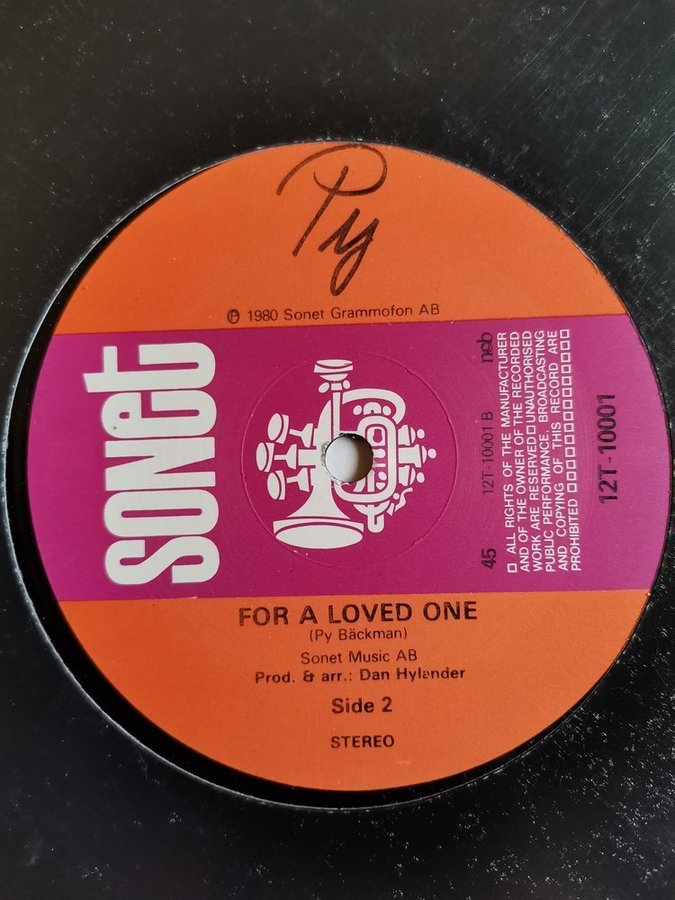 Py
℗ 1980 Sonet Grammofon AB
sonet
45
12T-10001 B
ncb
□ ALL RIGHTS OF THE MANUFACTURER
AND OF THE OWNER OF THE RECORDED
WORK ARE RESERVED □ UNAUTHORISED
PUBLIC PERFORMANCE, BROADCASTING
AND COPYING OF THIS RECORD ARE
PROHIBITED □ □ □ □ □ □ □ □ □ □ □ □
12T-10001
FOR A LOVED ONE
(Py Bäckman)
Sonet Music AB
Prod. & arr.: Dan Hylander
Side 2
STEREO